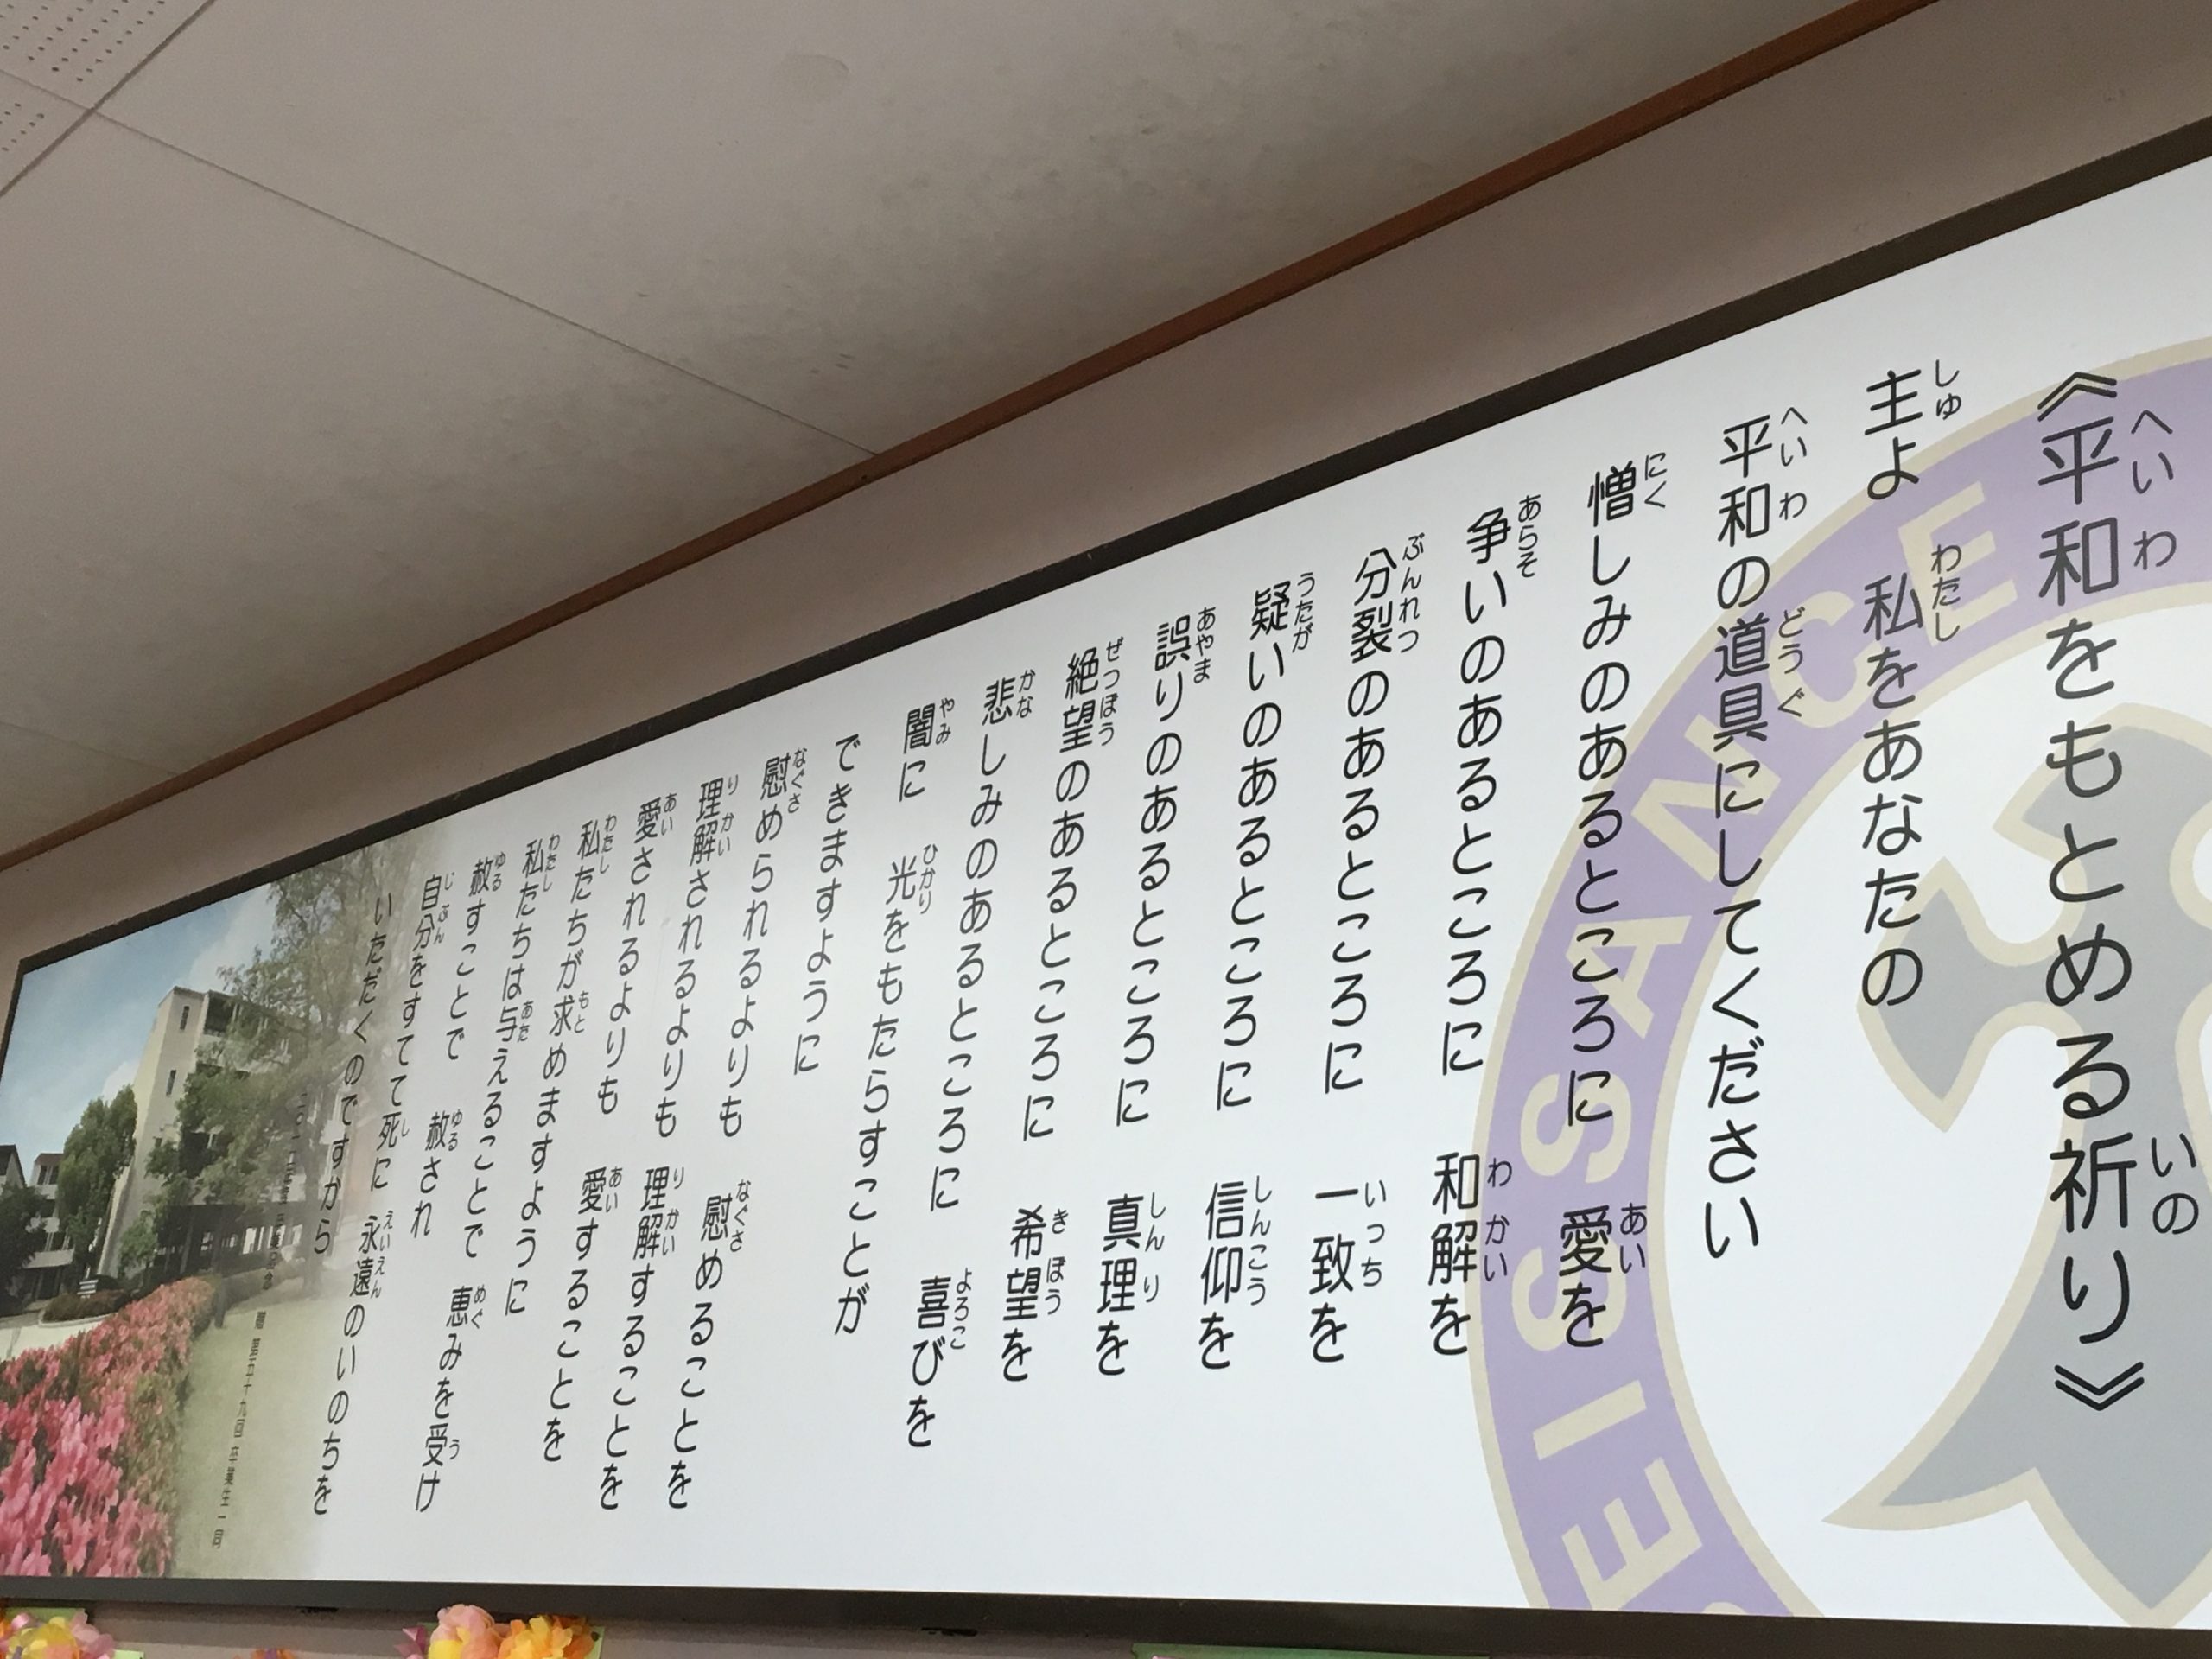 《平和をもとめる祈り》
主よ　私をあなたの
平和の道具にしてください
憎しみのあるところに　愛を
争いのあるところに　和解を
分裂のあるところに　一致を
疑いのあるところに　信仰を
誤りのあるところに　真理を
絶望のあるところに　希望を
悲しみのあるところに　喜びを
闇に　光をもたらすことが
できますように
慰められるよりも　慰めることを
理解されるよりも　理解することを
愛されるよりも　愛することを
私たちが求めますように
私たちは与えることで　恵みを受け
赦すことで　赦され
自分をすてて死に　永遠のいのちを
いただくのですから
贈 第五十九回 卒業生一同
EISSANCE